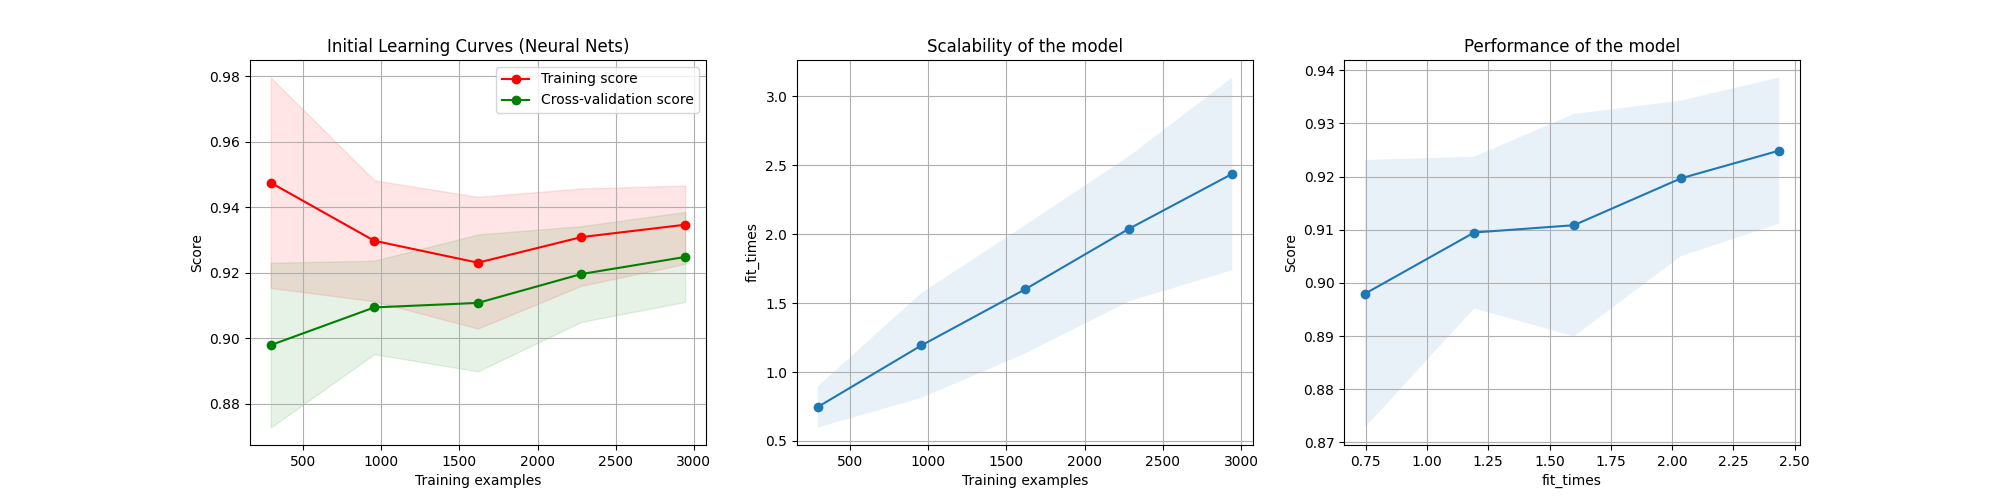 Initial Learning Curves (Neural Nets)
Training score
Cross-validation score
0.98
0.96
0.94
0.92
0.90
0.88
Score
500 1000 1500 2000 2500 3000
Training examples
Scalability of the model
3.0
2.5
2.0
1.5
1.0
0.5
fit_times
500 1000 1500 2000 2500 3000
Training examples
Performance of the model
0.94
0.93
0.92
0.91
0.90
0.89
0.88
0.87
Score
0.75 1.00 1.25 1.50 1.75 2.00 2.25 2.50
fit_times